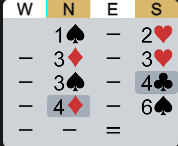 W N E S
1♠ – 2♥
– 3♦ – 3♥
– 3♠ – 4♣
– 4♦ – 6♠
– – =